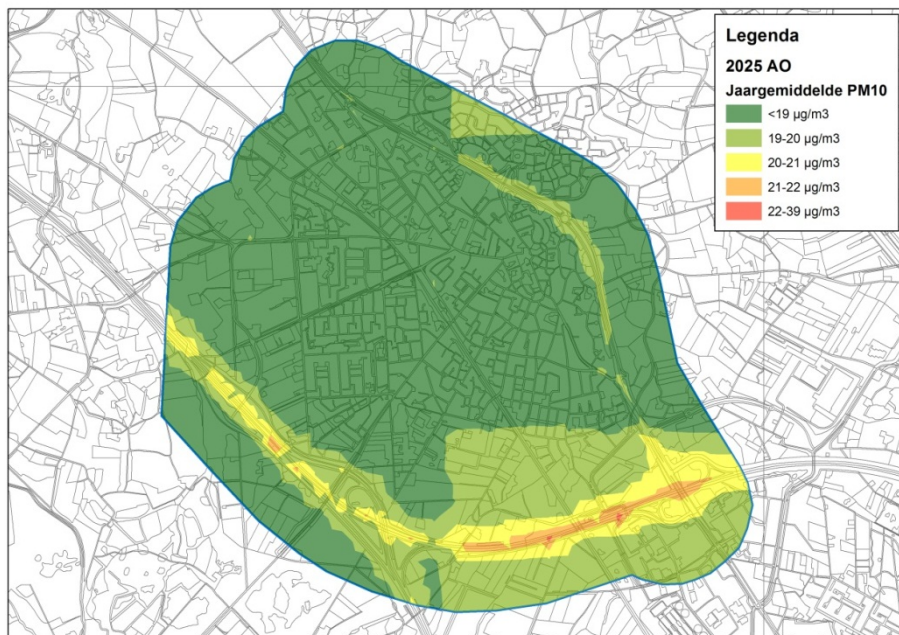 Legenda
2025 AO
Jaargemiddelde PM10
<19 µg/m3
19-20 µg/m3
20-21 µg/m3
21-22 µg/m3
22-39 µg/m3